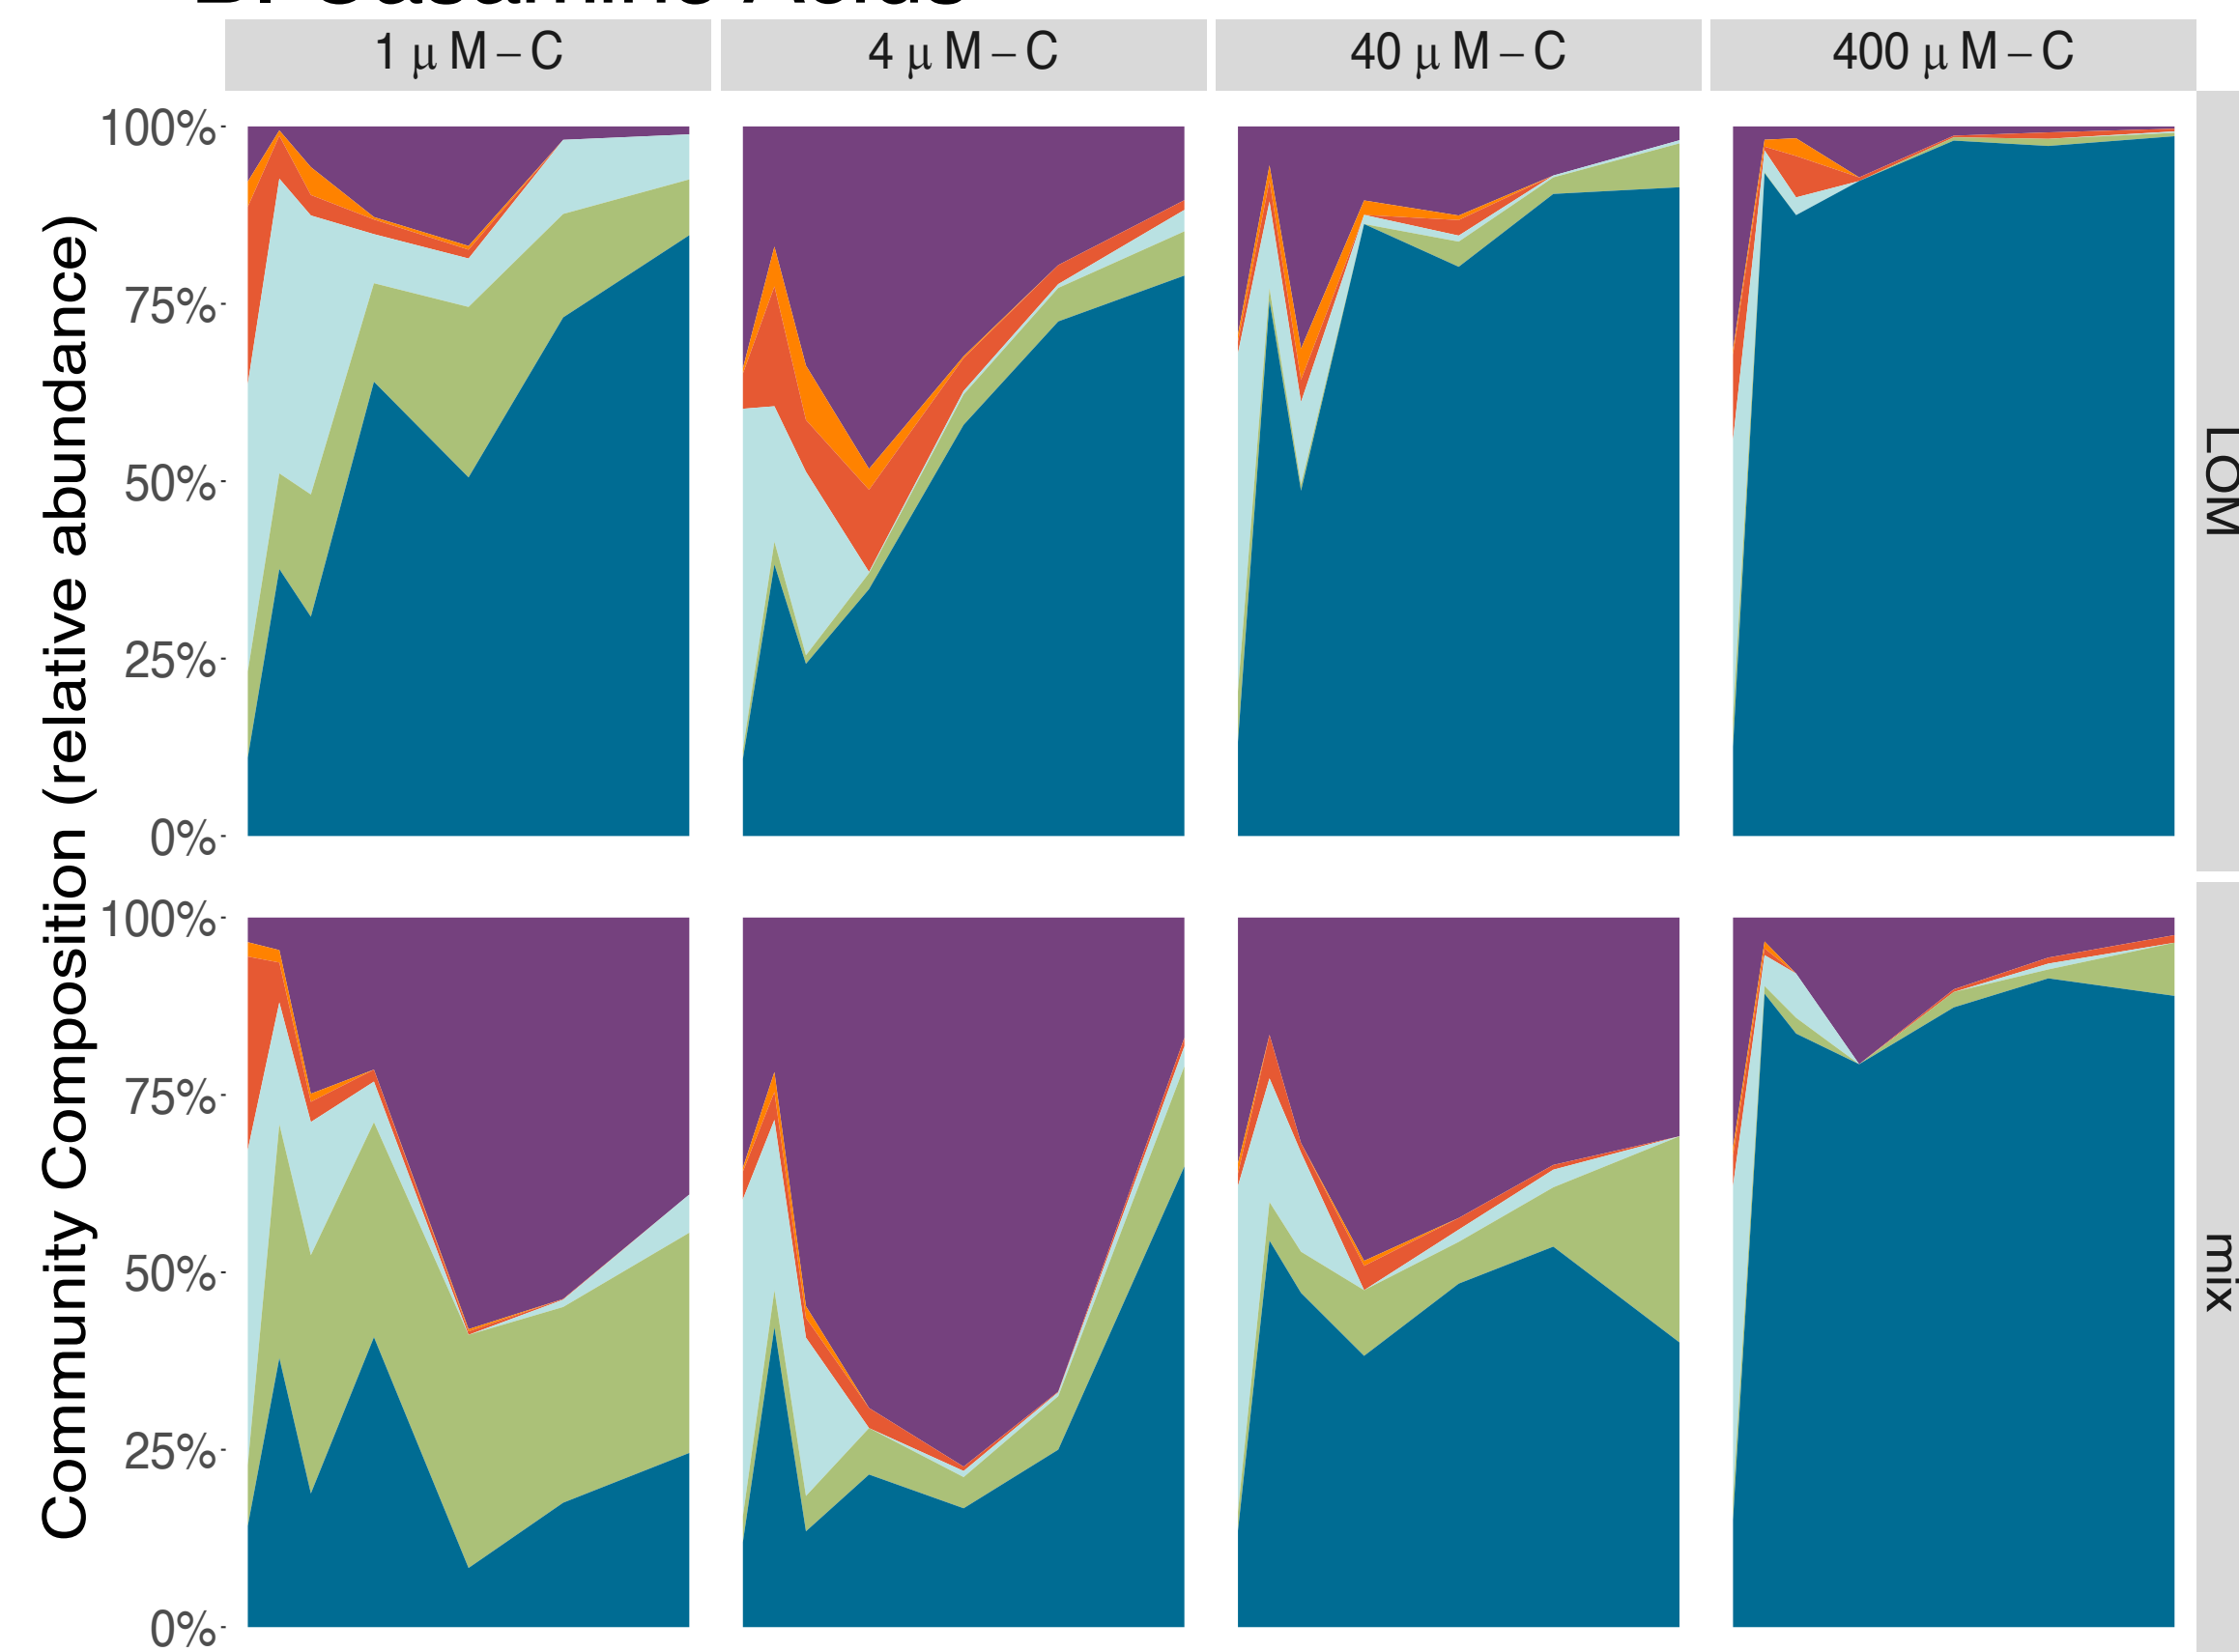 1 μ M − C
4 μ M − C
40 μ M − C
400 μ M − C
Community Composition (relative abundance)
100%
75%
50%
25%
0%
LOM
100%
75%
50%
25%
0%
mix